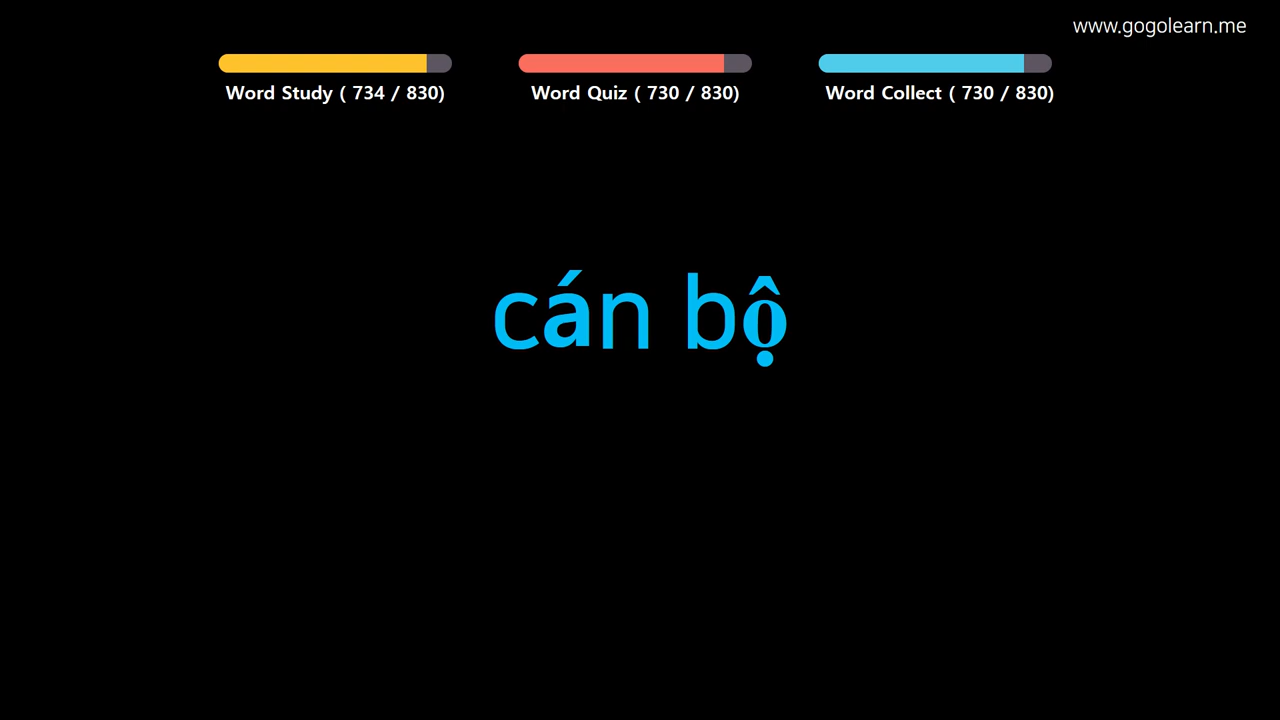 www.gogolearn.me
Word Study ( 734 / 830)
Word Quiz ( 730 / 830)
Word Collect ( 730 / 830)
cán bộ